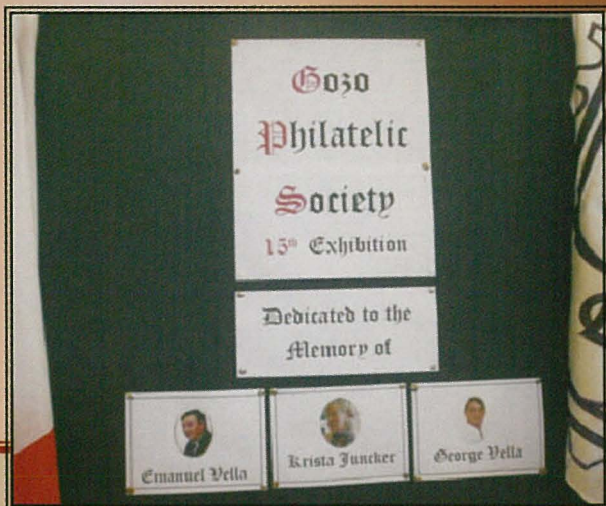 Gozo
Philatelic
Society
15th Exhibition
Dedicated to the
Memory of
Emanuel Vella
Krista Juncker
George Vella